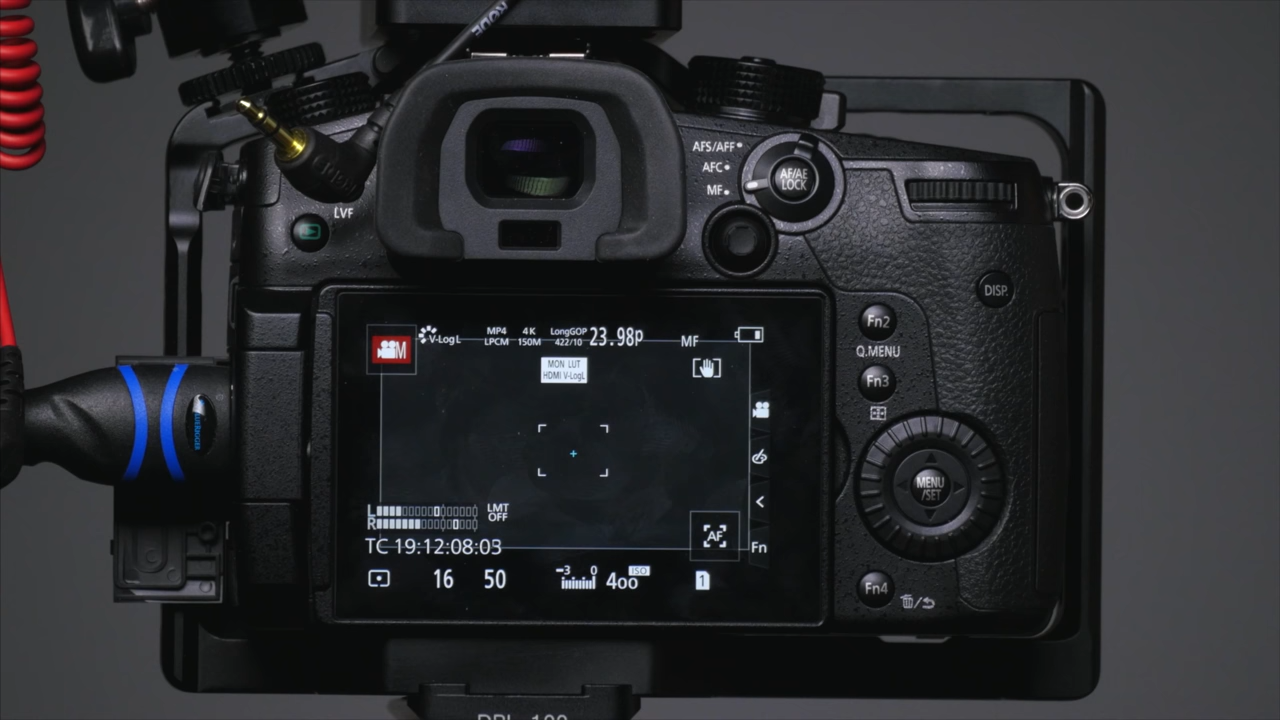 RODE
AFS/AFF
AFC
MF
AF/AE
LOCK
LVF
DISP.
Fn2
Q.MENU
Fn3
MENU
/SET
Fn4
M
V-LogL
MP4
LPCM
4K
150M
LongGOP
422/10
23.98p
MF
MON LUT
HDMI V-LogL
L
R
LMT
OFF
AF
Fn
TC 19:12:08:03
16
50
-3 0
400
ISO
1